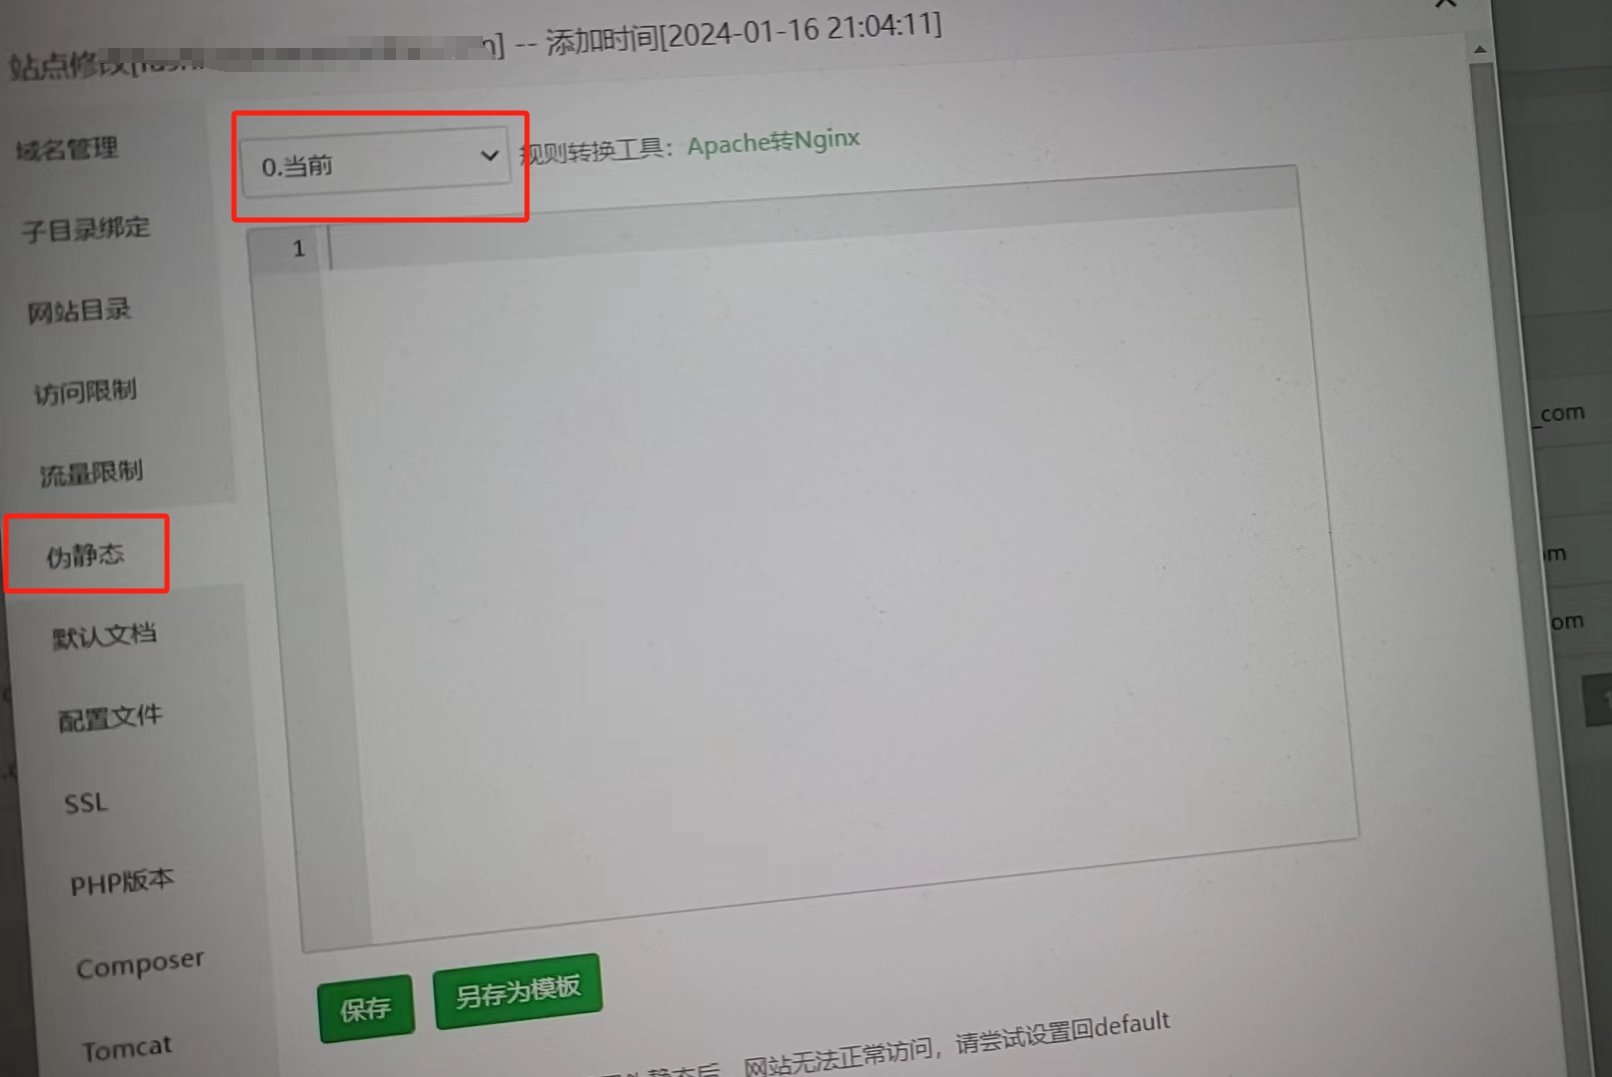 站点修改[ n] -- 添加时间[2024-01-16 21:04:11]
域名管理
子目录绑定
网站目录
访问限制
流量限制
伪静态
默认文档
配置文件
SSL
PHP版本
Composer
Tomcat
0.当前
规则转换工具：Apache转Nginx
1
保存
另存为模板
静态后，网站无法正常访问，请尝试设置回default
_com
om
om